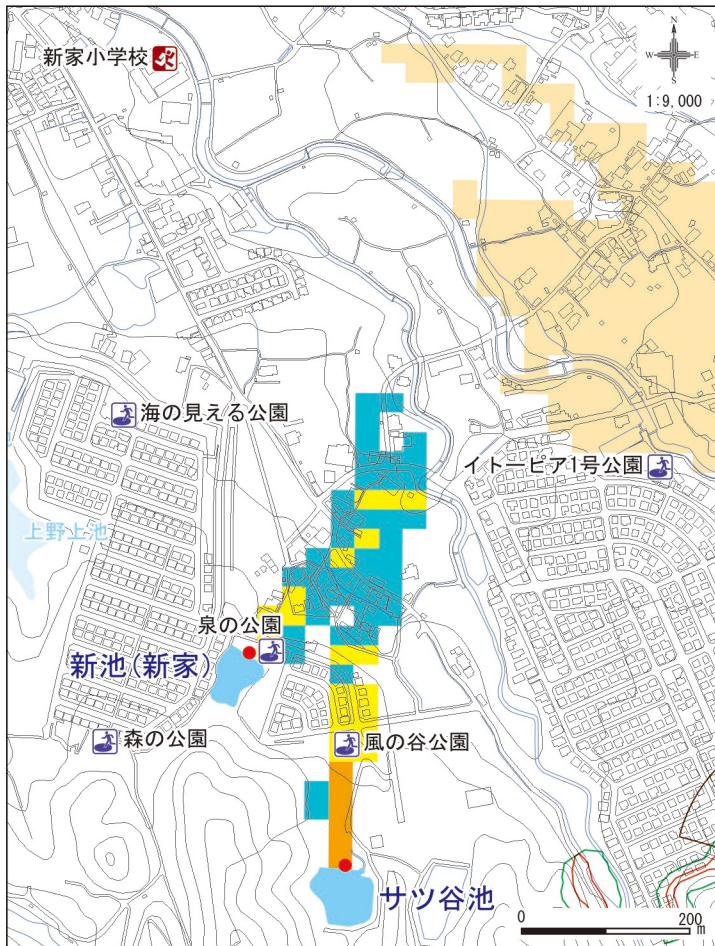 N
W
E
S
1:9,000
新家小学校
海の見える公園
イトーピア1号公園
上野上池
泉の公園
新池(新家)
森の公園
風の谷公園
サツ谷池
0
200
m